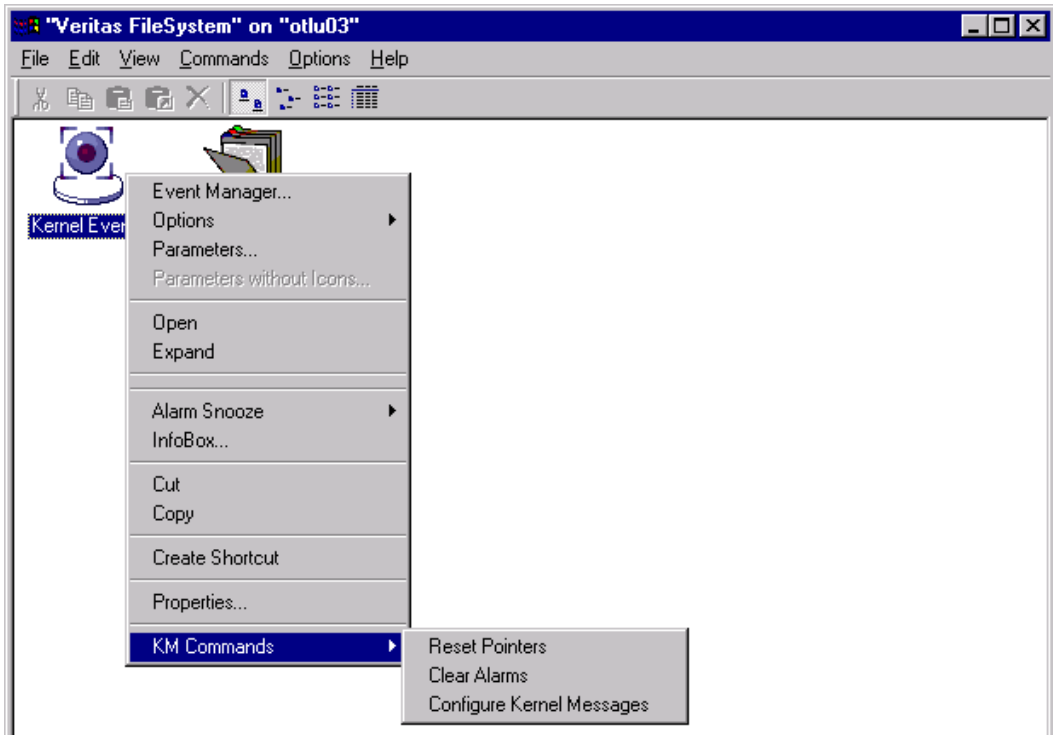 "Veritas FileSystem" on "otlu03"
File Edit View Commands Options Help
Kernel Even
Event Manager...
Options
Parameters...
Parameters without Icons...
Open
Expand
Alarm Snooze
InfoBox...
Cut
Copy
Create Shortcut
Properties...
KM Commands
Reset Pointers
Clear Alarms
Configure Kernel Messages